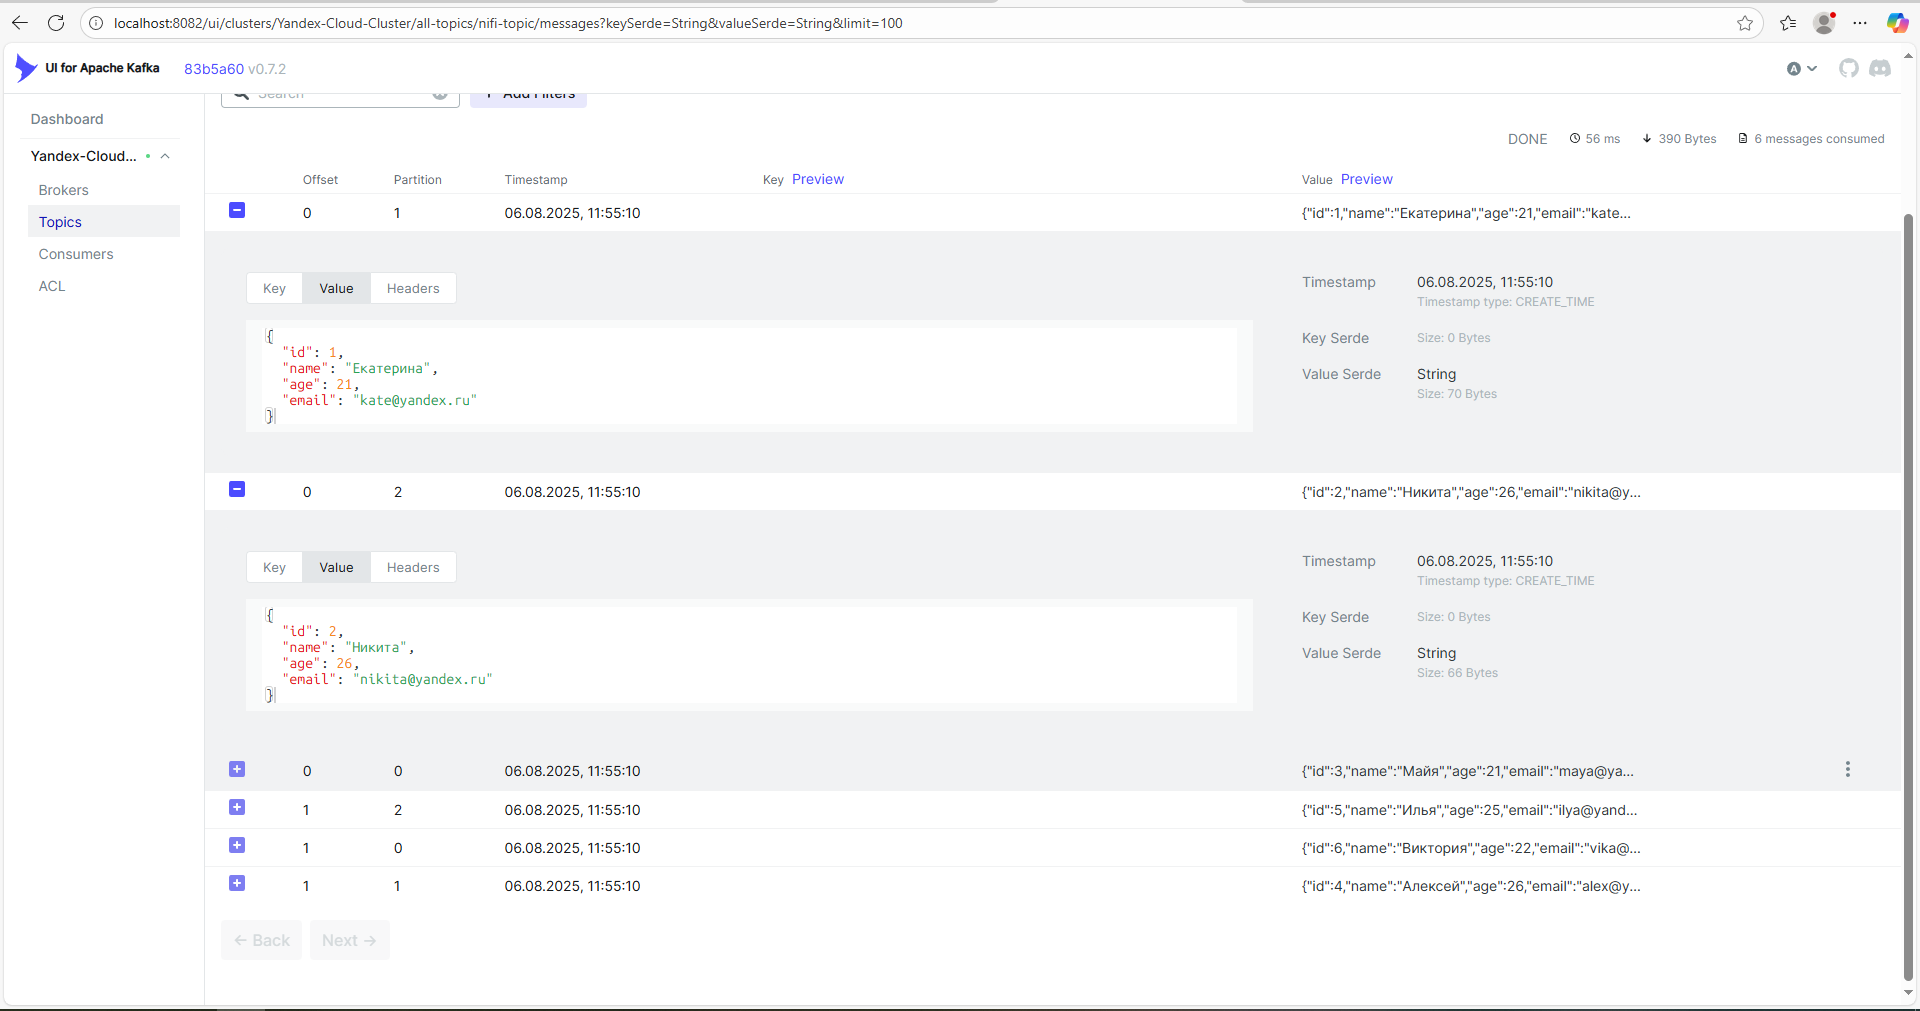 localhost:8082/ui/clusters/Yandex-Cloud-Cluster/all-topics/nifi-topic/messages?keySerde=String&valueSerde=String&limit=100
UI for Apache Kafka 83b5a60 v0.7.2 A
Search Add Filters
Dashboard
Yandex-Cloud...
Brokers
Topics
Consumers
ACL
DONE 56 ms 390 Bytes 6 messages consumed
Offset Partition Timestamp Key Preview Value Preview
0 1 06.08.2025, 11:55:10 {"id":1,"name":"Екатерина","age":21,"email":"kate...
Key Value Headers
{
"id": 1,
"name": "Екатерина",
"age": 21,
"email": "kate@yandex.ru"
}
Timestamp 06.08.2025, 11:55:10
Timestamp type: CREATE_TIME
Key Serde Size: 0 Bytes
Value Serde String
Size: 70 Bytes
0 2 06.08.2025, 11:55:10 {"id":2,"name":"Никита","age":26,"email":"nikita@y...
Key Value Headers
{
"id": 2,
"name": "Никита",
"age": 26,
"email": "nikita@yandex.ru"
}
Timestamp 06.08.2025, 11:55:10
Timestamp type: CREATE_TIME
Key Serde Size: 0 Bytes
Value Serde String
Size: 66 Bytes
0 0 06.08.2025, 11:55:10 {"id":3,"name":"Майя","age":21,"email":"maya@ya...
1 2 06.08.2025, 11:55:10 {"id":5,"name":"Илья","age":25,"email":"ilya@yand...
1 0 06.08.2025, 11:55:10 {"id":6,"name":"Виктория","age":22,"email":"vika@...
1 1 06.08.2025, 11:55:10 {"id":4,"name":"Алексей","age":26,"email":"alex@y...
← Back Next →